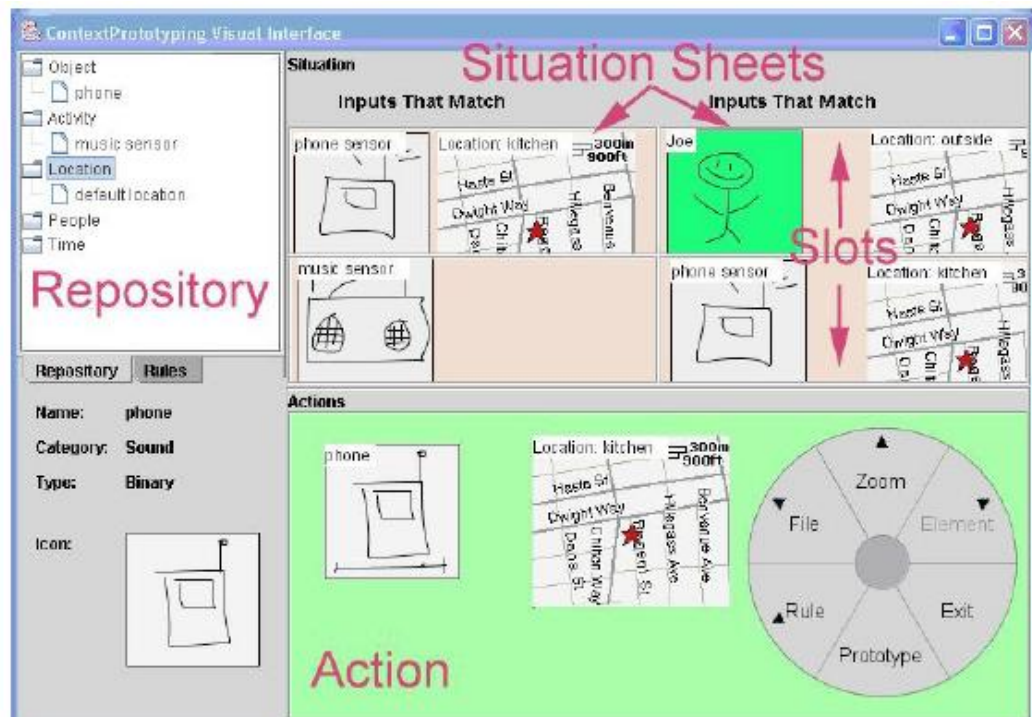 ContextPrototyping Visual Interface
Object
phone
Activity
music sensor
Location
default location
People
Time
Repository
Repository Rules
Name: phone
Category: Sound
Type: Binary
Icon:
Situation
Situation Sheets
Inputs That Match
Inputs That Match
phone sensor
Location: kitchen
300m
900ft
Haste St
Dwight Way
Hillegass
Benvenue
Joe
Location: outside
Haste St
Dwight Way
Hillegass
Slots
music sensor
phone sensor
Location: kitchen
Haste St
Dwight Way
Hillegass
Actions
phone
Location: kitchen
300m
900ft
Haste St
Dwight Way
Dana St
Chilton Way
Regent St
Hillegass Ave
Benvenue Ave
Action
Zoom
File
Element
Rule
Exit
Prototype